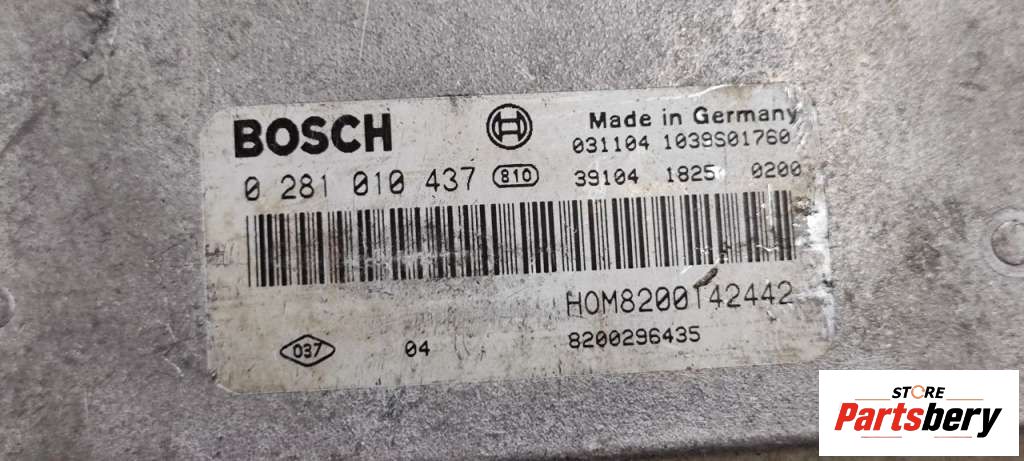 BOSCH
Made in Germany
031104 1039S01760
0 281 010 437 810 39104 1825 0200
HOM8200142442
037 04 8200296435
STORE
Partsbery